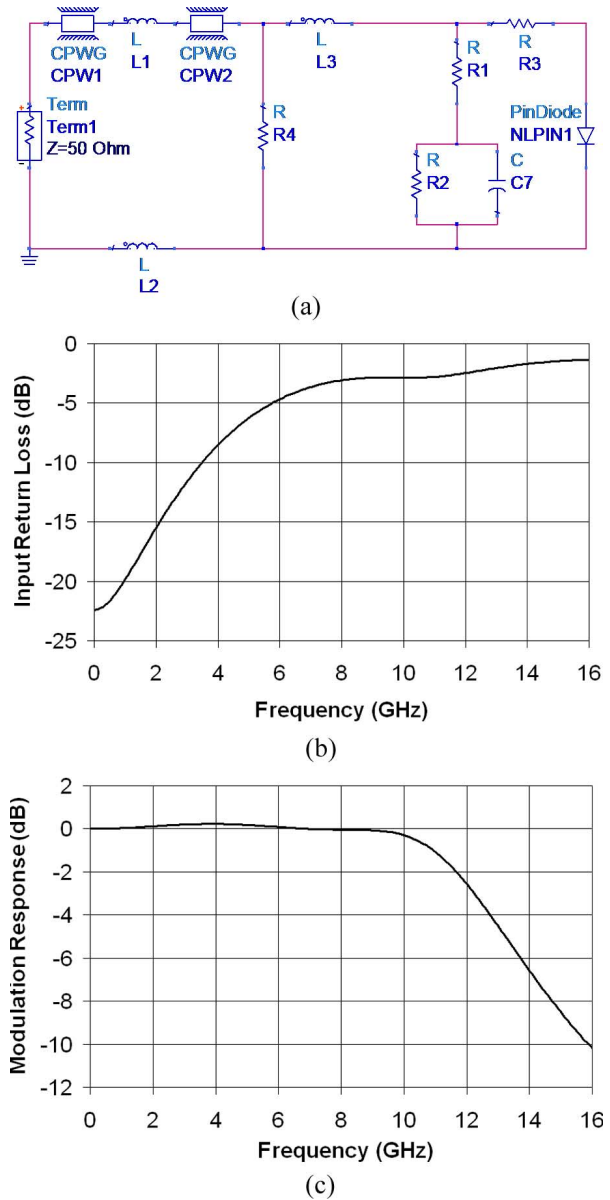 L
CPWG
CPW1
L1
CPWG
CPW2
L
L3
R
R1
R
R3
Term
Term1
Z=50 Ohm
R
R4
PinDiode
NLPIN1
R
R2
C
C7
L
L2
(a)
0
-5
-10
-15
-20
-25
Input Return Loss (dB)
0 2 4 6 8 10 12 14 16
Frequency (GHz)
(b)
2
0
-2
-4
-6
-8
-10
-12
Modulation Response (dB)
0 2 4 6 8 10 12 14 16
Frequency (GHz)
(c)